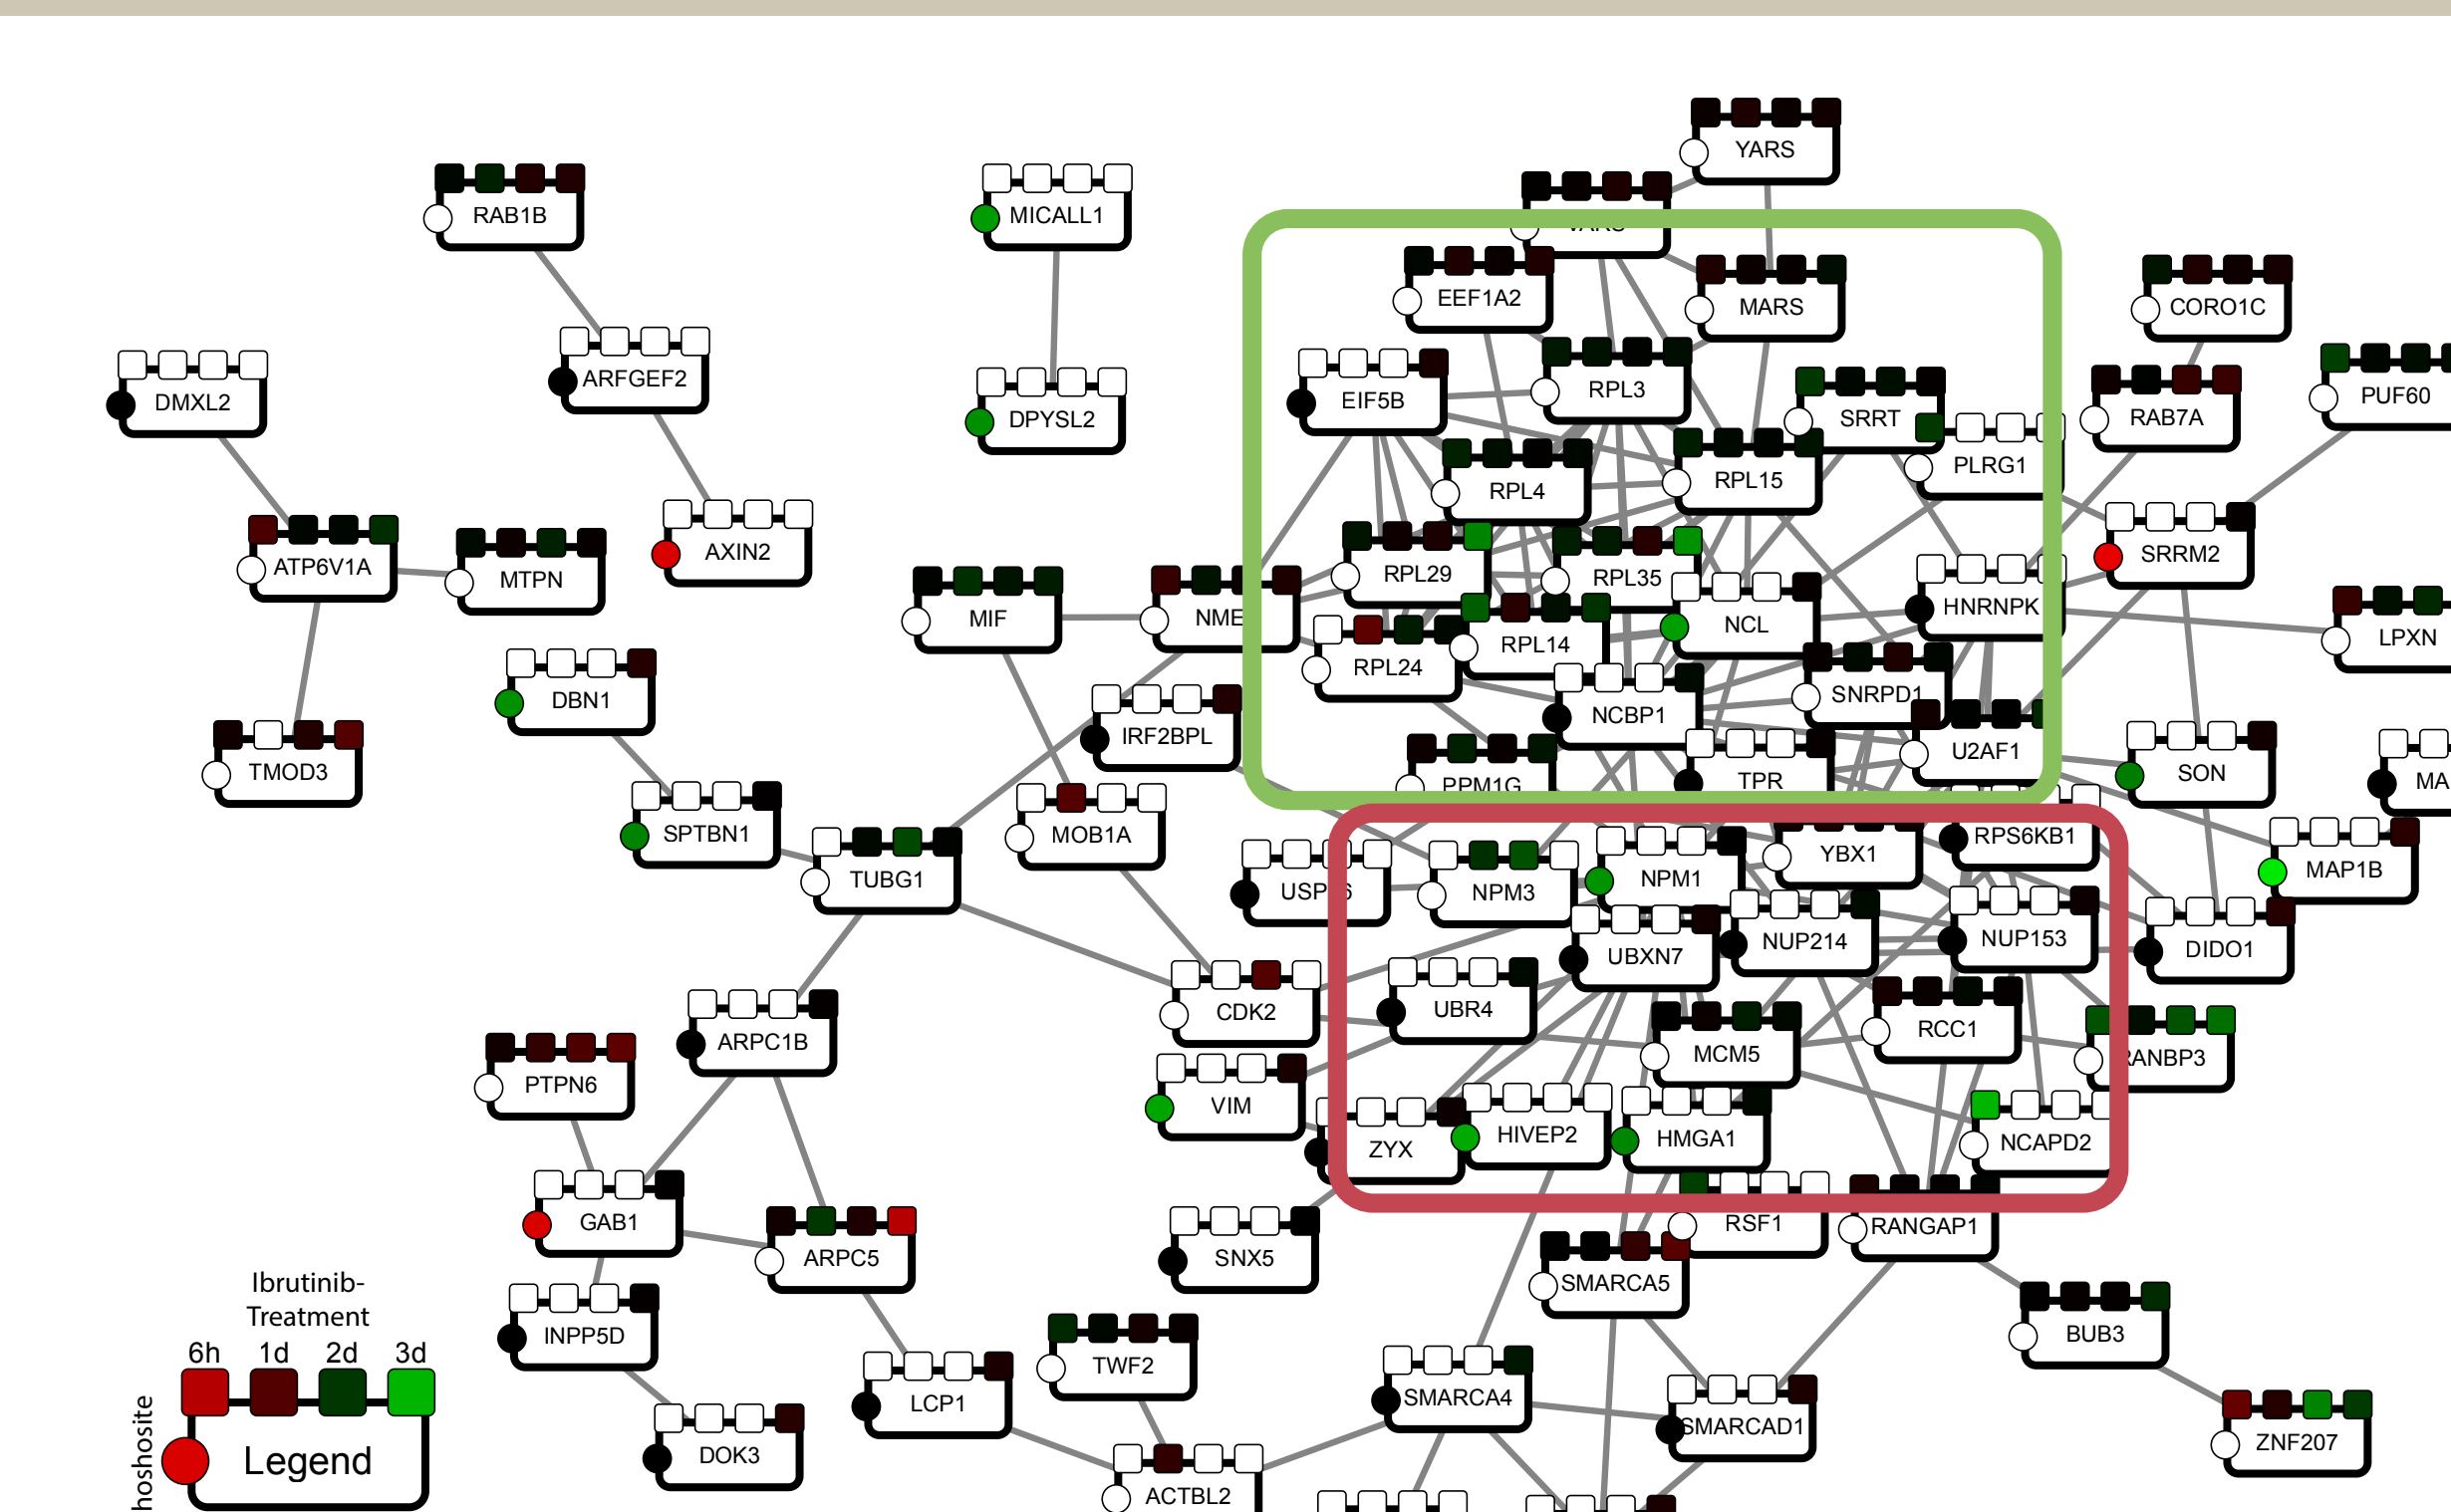 YARS
RAB1B
MICALL1
EEF1A2
MARS
CORO1C
ARFGEF2
DMXL2
DPYSL2
EIF5B
RPL3
SRRT
RAB7A
PUF60
PLRG1
RPL4
RPL15
AXIN2
SRRM2
ATP6V1A
MTPN
RPL29
RPL35
HNRNPK
MIF
NME
NCL
LPXN
RPL14
RPL24
DBN1
SNRPD1
NCBP1
IRF2BPL
U2AF1
TMOD3
SON
TPR
MA
PPM1G
SPTBN1
MOB1A
RPS6KB1
YBX1
MAP1B
TUBG1
NPM3
NPM1
NUP214
NUP153
DIDO1
UBXN7
UBR4
CDK2
RCC1
ARPC1B
MCM5
RANBP3
PTPN6
VIM
ZYX
HIVEP2
HMGA1
NCAPD2
GAB1
RSF1
RANGAP1
ARPC5
SNX5
SMARCA5
Ibrutinib-
Treatment
INPP5D
BUB3
6h 1d 2d 3d
TWF2
LCP1
SMARCA4
SMARCAD1
DOK3
ZNF207
Legend
hoshosite
ACTBL2